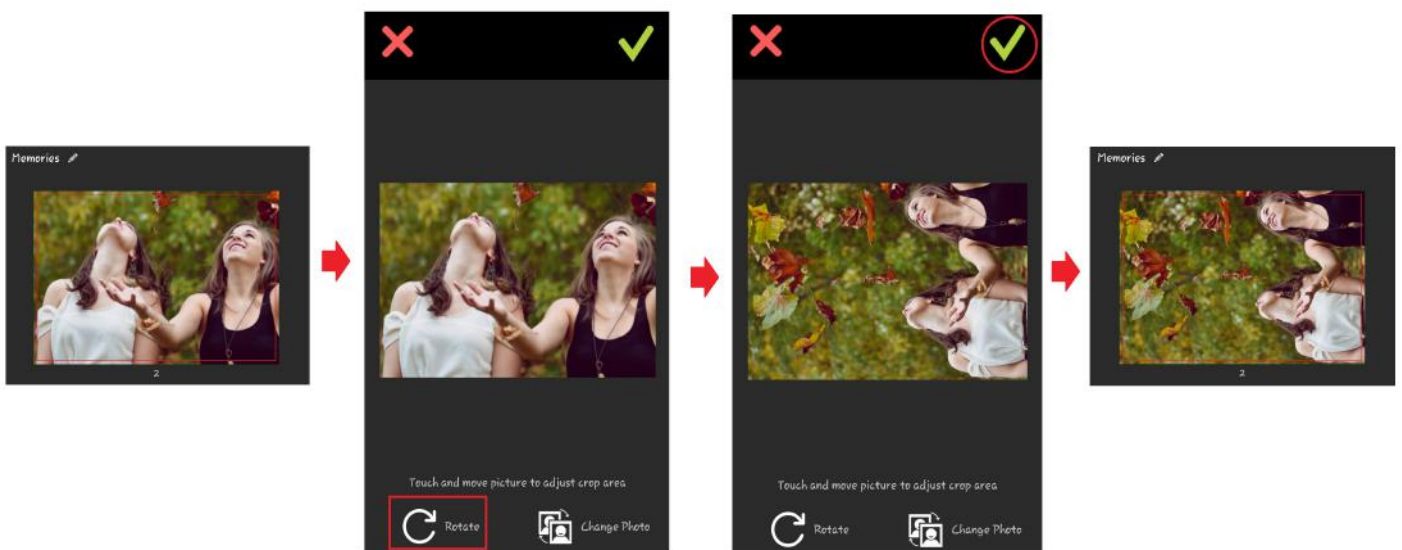 Memories
2
Touch and move picture to adjust crop area
Rotate
Change Photo
Touch and move picture to adjust crop area
Rotate
Change Photo
Memories
2